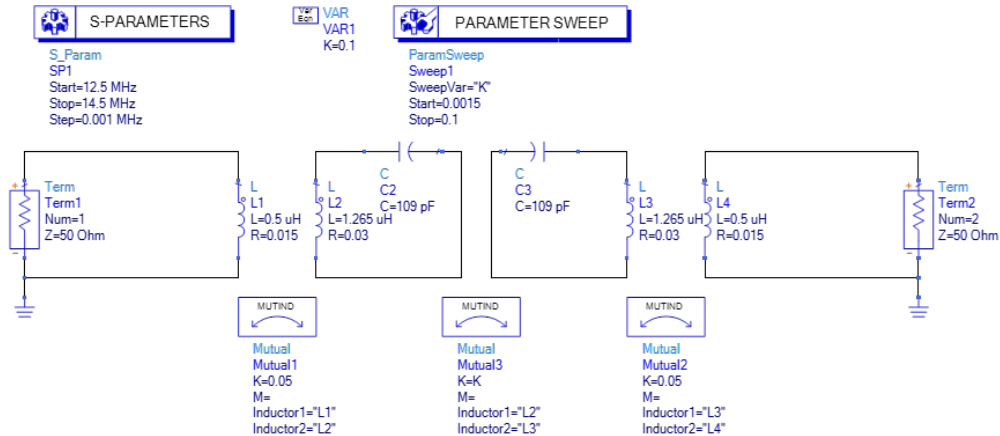 S-PARAMETERS
S_Param
SP1
Start=12.5 MHz
Stop=14.5 MHz
Step=0.001 MHz
Var
Eqn
VAR
VAR1
K=0.1
PARAMETER SWEEP
ParamSweep
Sweep1
SweepVar="K"
Start=0.0015
Stop=0.1
+
Term
Term1
Num=1
Z=50 Ohm
-
L
L1
L=0.5 uH
R=0.015
L
L2
L=1.265 uH
R=0.03
C
C2
C=109 pF
C
C3
C=109 pF
L
L3
L=1.265 uH
R=0.03
L
L4
L=0.5 uH
R=0.015
+
Term
Term2
Num=2
Z=50 Ohm
-
MUTIND
Mutual
Mutual1
K=0.05
M=
Inductor1="L1"
Inductor2="L2"
MUTIND
Mutual
Mutual3
K=K
M=
Inductor1="L2"
Inductor2="L3"
MUTIND
Mutual
Mutual2
K=0.05
M=
Inductor1="L3"
Inductor2="L4"